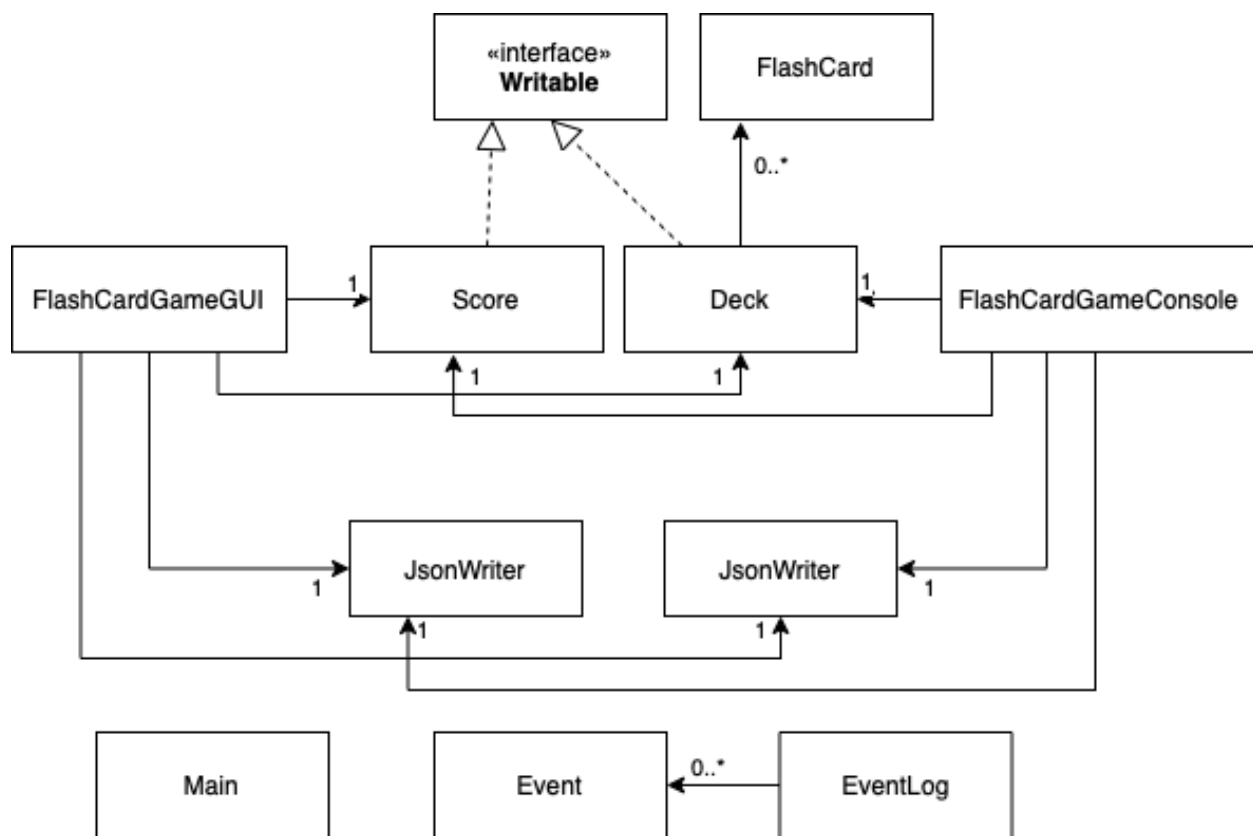 «interface»
Writable
FlashCard
0..*
FlashCardGameGUI
1
Score
Deck
1
FlashCardGameConsole
1
1
JsonWriter
JsonWriter
1
1
1
1
Main
Event
0..*
EventLog